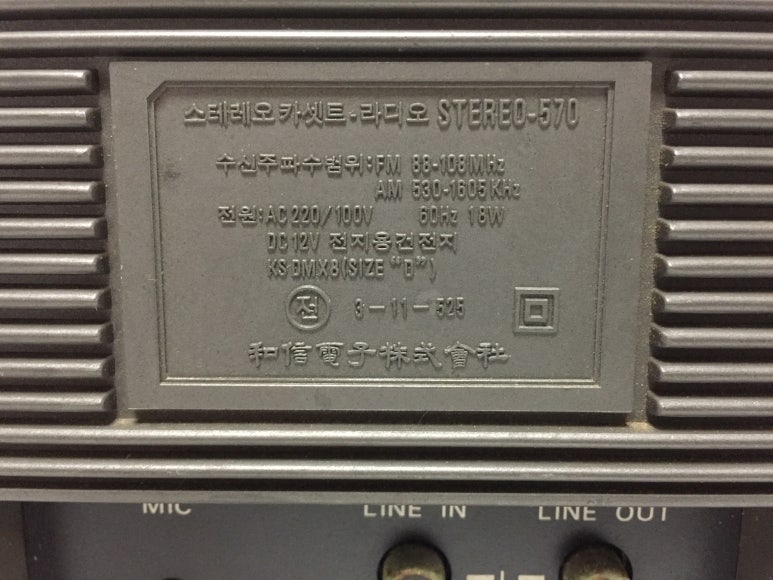 스테레오 카셋트-라디오 STEREO-570
수신주파수범위:FM 88-108MHz
AM 530-1605KHz
전원:AC 220/100V 60Hz 18W
DC 12V 전지용건전지
KS DMX8(SIZE "D")
전 3-11-525
和信電子株式會社
MIC LINE IN LINE OUT